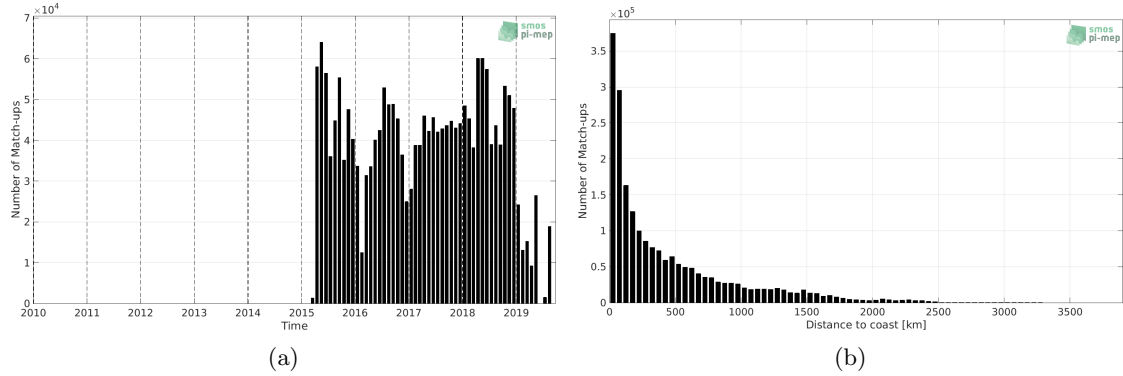 ×10⁴
7
6
5
4
3
2
1
0
Number of Match-ups
2010 2011 2012 2013 2014 2015 2016 2017 2018 2019
Time
smos
pi-mep
(a)
×10⁵
3.5
3
2.5
2
1.5
1
0.5
0
Number of Match-ups
0 500 1000 1500 2000 2500 3000 3500
Distance to coast [km]
smos
pi-mep
(b)